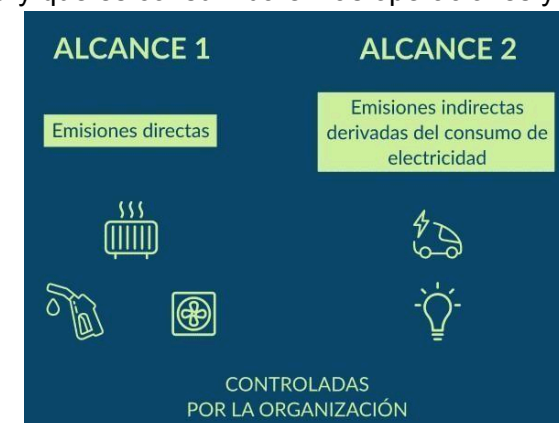 ALCANCE 1
Emisiones directas
ALCANCE 2
Emisiones indirectas
derivadas del consumo de
electricidad
CONTROLADAS
POR LA ORGANIZACIÓN